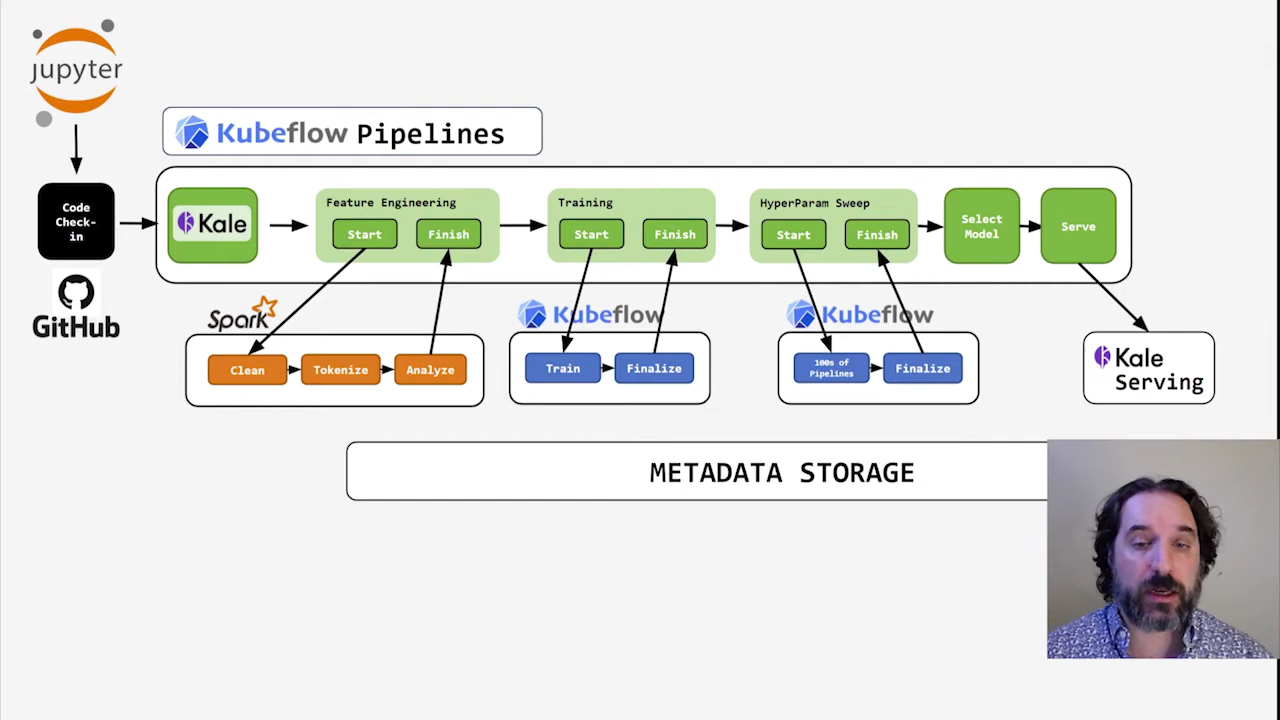 jupyter
Kubeflow Pipelines
Code
Check-
in
GitHub
Kale
Feature Engineering
Start
Finish
Training
Start
Finish
HyperParam Sweep
Start
Finish
Select
Model
Serve
Spark
Clean
Tokenize
Analyze
Kubeflow
Train
Finalize
Kubeflow
100s of
Pipelines
Finalize
Kale
Serving
METADATA STORAGE